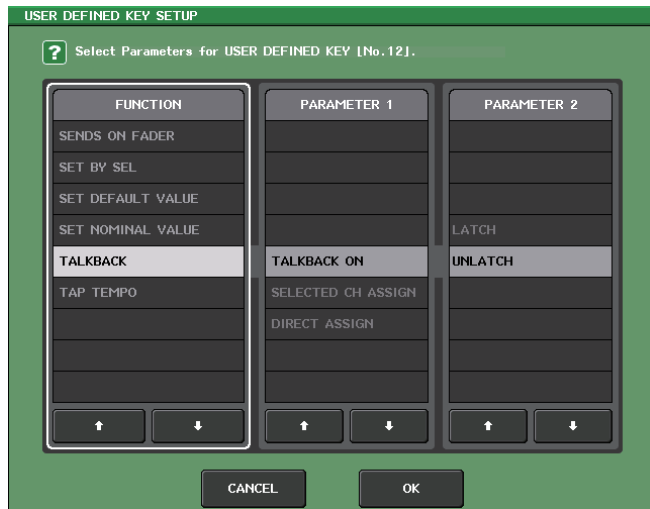 USER DEFINED KEY SETUP
? Select Parameters for USER DEFINED KEY [No.12].
FUNCTION
SENDS ON FADER
SET BY SEL
SET DEFAULT VALUE
SET NOMINAL VALUE
TALKBACK
TAP TEMPO
PARAMETER 1
TALKBACK ON
SELECTED CH ASSIGN
DIRECT ASSIGN
PARAMETER 2
LATCH
UNLATCH
CANCEL
OK